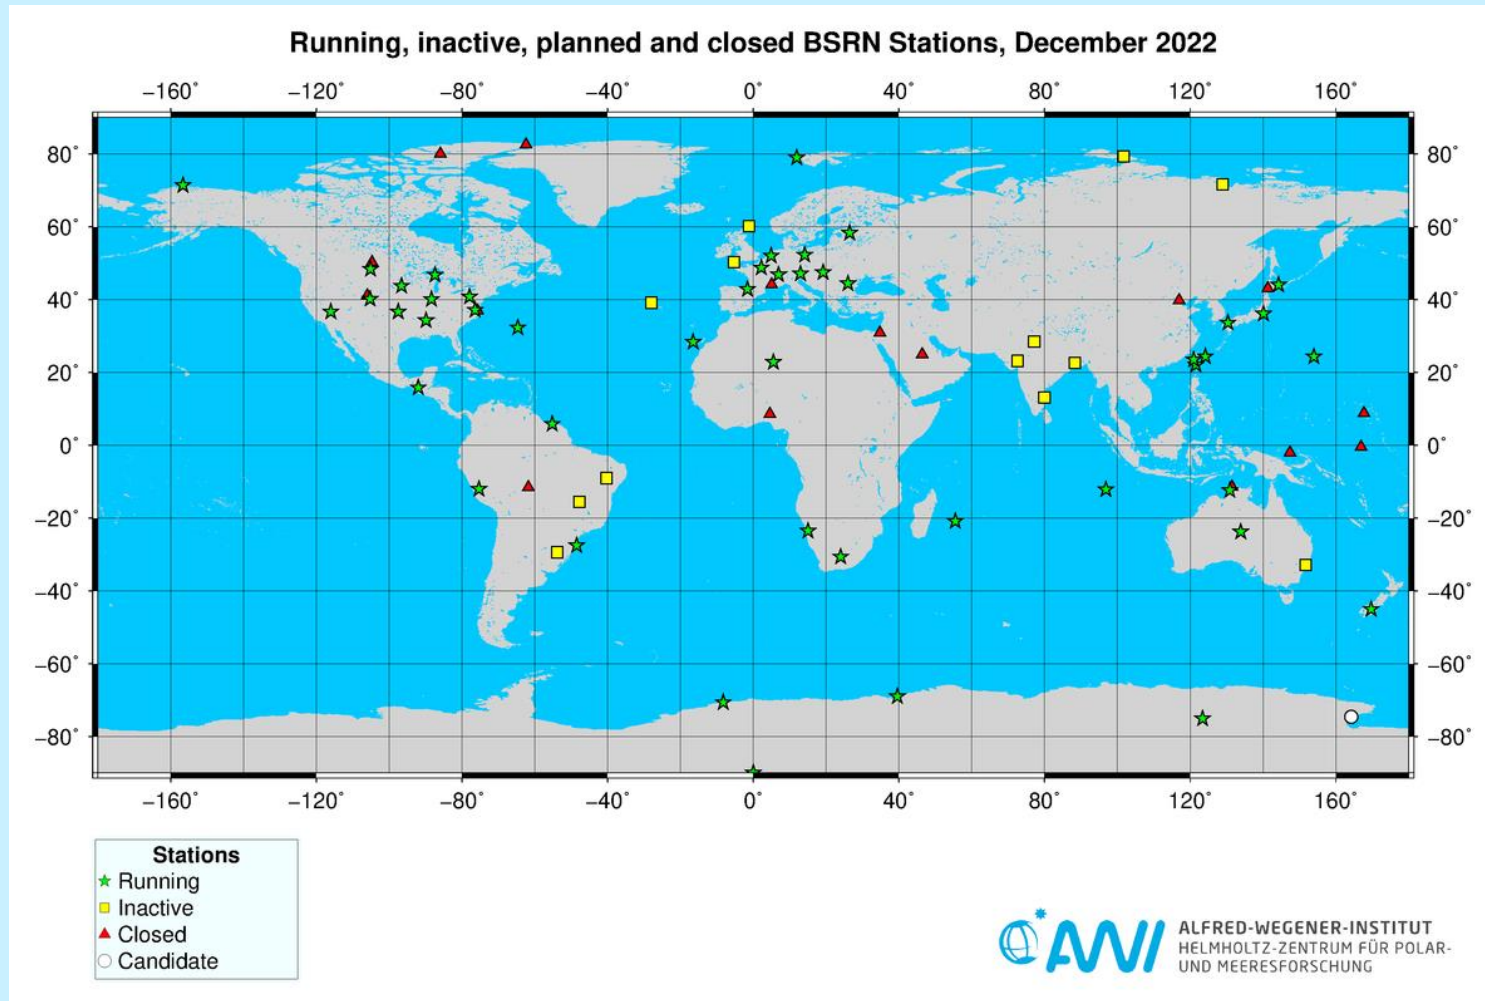 Running, inactive, planned and closed BSRN Stations, December 2022
−160˚ −120˚ −80˚ −40˚ 0˚ 40˚ 80˚ 120˚ 160˚
80˚ 80˚
60˚ 60˚
40˚ 40˚
20˚ 20˚
0˚ 0˚
−20˚ −20˚
−40˚ −40˚
−60˚ −60˚
−80˚ −80˚
−160˚ −120˚ −80˚ −40˚ 0˚ 40˚ 80˚ 120˚ 160˚
Stations
Running
Inactive
Closed
Candidate
AWI
ALFRED-WEGENER-INSTITUT
HELMHOLTZ-ZENTRUM FÜR POLAR-
UND MEERESFORSCHUNG